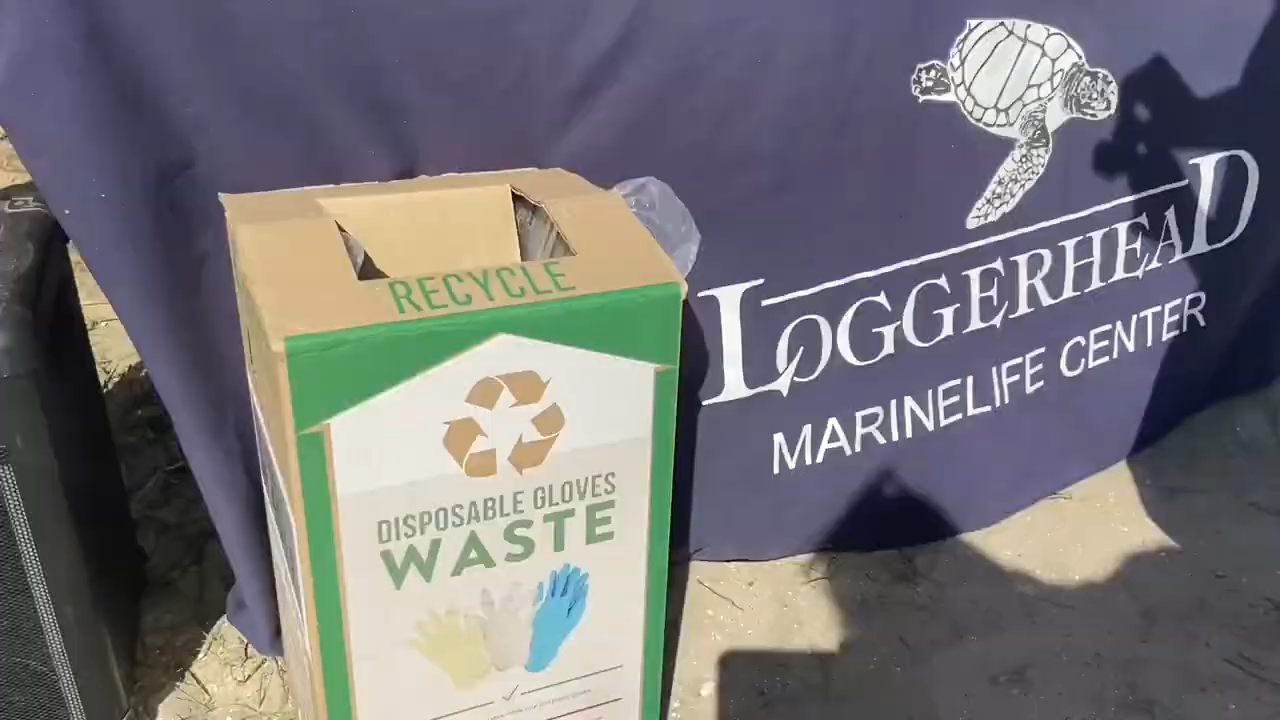 RECYCLE
DISPOSABLE GLOVES
WASTE
LOGGERHEAD
MARINELIFE CENTER